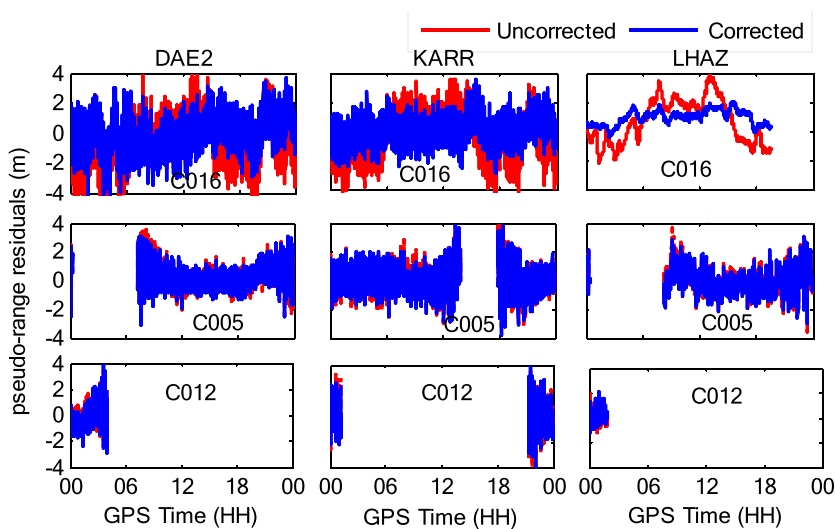 Uncorrected Corrected
DAE2 KARR LHAZ
4
2
0
-2
-4
C016 C016 C016
4
2
0
-2
-4
C005 C005 C005
4
2
0
-2
-4
C012 C012 C012
pseudo-range residuals (m)
00 06 12 18 00 06 12 18 00 06 12 18 00
GPS Time (HH) GPS Time (HH) GPS Time (HH)